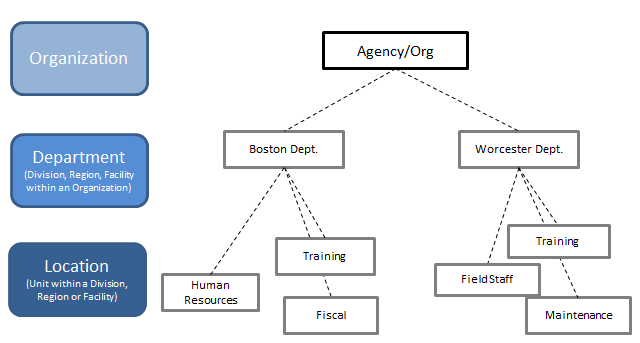 Organization
Agency/Org
Department
(Division, Region, Facility
within an Organization)
Boston Dept.
Worcester Dept.
Location
(Unit within a Division,
Region or Facility)
Human
Resources
Training
Fiscal
FieldStaff
Training
Maintenance